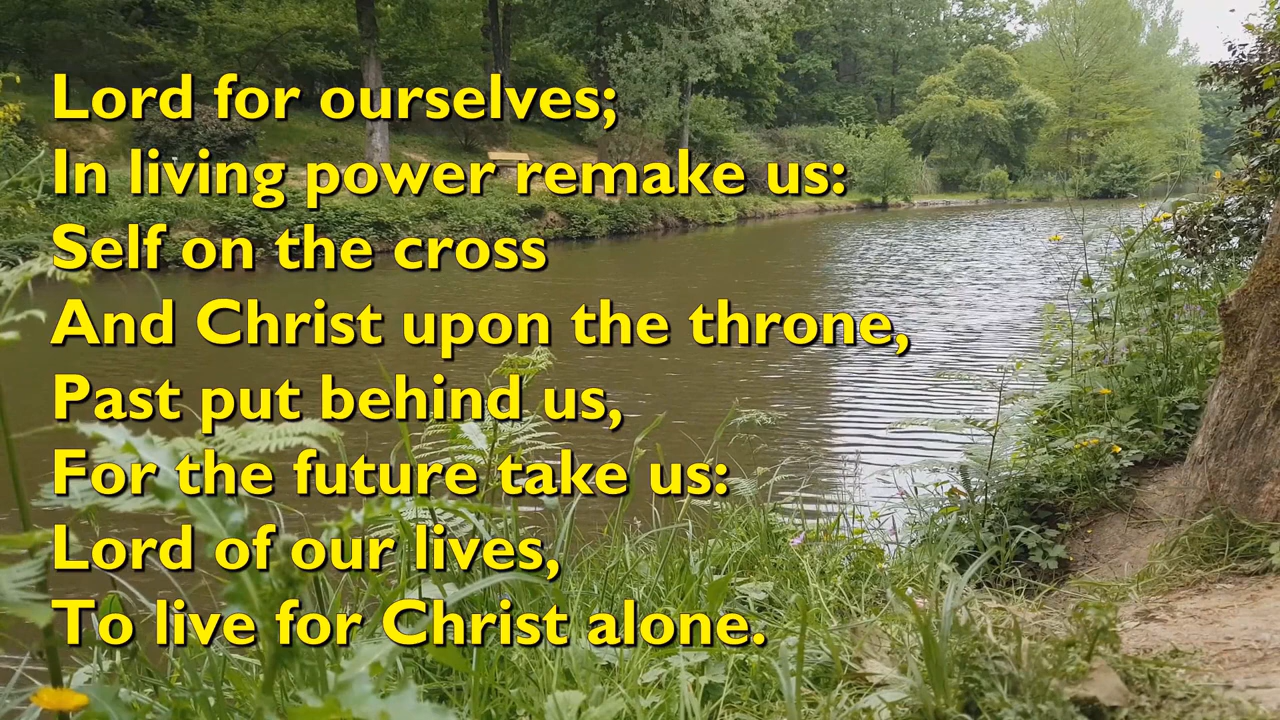 Lord for ourselves;
In living power remake us:
Self on the cross
And Christ upon the throne,
Past put behind us,
For the future take us:
Lord of our lives,
To live for Christ alone.